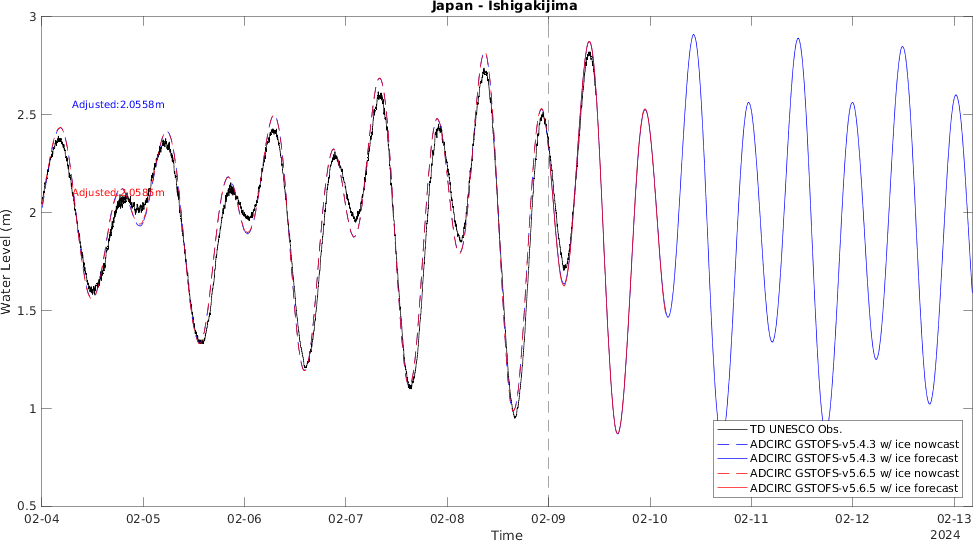 Japan - Ishigakijima
3
2.5
2
1.5
1
0.5
Water Level (m)
Adjusted:2.0558m
Adjusted:2.0585m
TD UNESCO Obs.
ADCIRC GSTOFS-v5.4.3 w/ ice nowcast
ADCIRC GSTOFS-v5.4.3 w/ ice forecast
ADCIRC GSTOFS-v5.6.5 w/ ice nowcast
ADCIRC GSTOFS-v5.6.5 w/ ice forecast
02-04 02-05 02-06 02-07 02-08 02-09 02-10 02-11 02-12 02-13
Time 2024